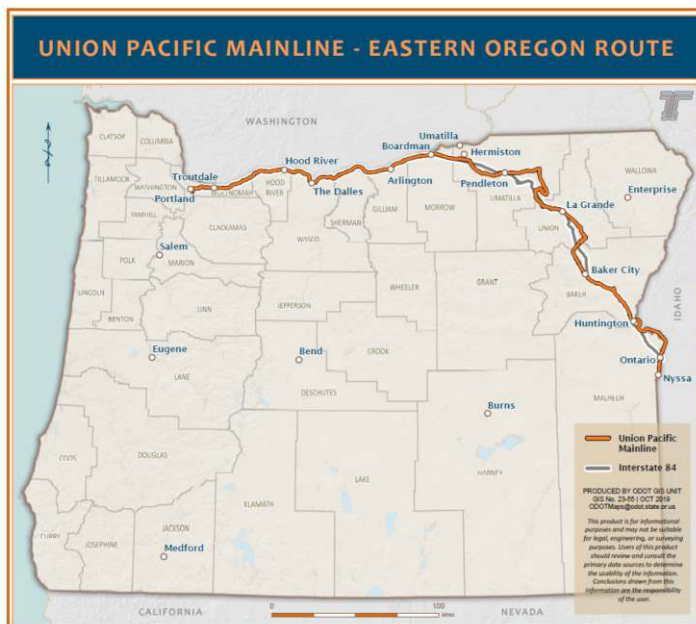 UNION PACIFIC MAINLINE - EASTERN OREGON ROUTE
WASHINGTON
CLATSOP
COLUMBIA
TILLAMOOK
WASHINGTON
Troutdale
Portland
MULTNOMAH
Hood River
HOOD
RIVER
The Dalles
Arlington
Boardman
Umatilla
Hermiston
Pendleton
UMATILLA
WALLOWA
Enterprise
La Grande
UNION
YAMHILL
CLACKAMAS
WASCO
SHERMAN
GILLIAM
MORROW
Salem
MARION
POLK
LINCOLN
BENTON
LINN
JEFFERSON
WHEELER
GRANT
Baker City
BAKER
IDAHO
Huntington
Ontario
Nyssa
Eugene
LANE
Bend
CROOK
DESCHUTES
MALHEUR
Burns
HARNEY
COOS
DOUGLAS
LAKE
KLAMATH
CURRY
JOSEPHINE
JACKSON
Medford
CALIFORNIA
NEVADA
0
100
Miles
Union Pacific
Mainline
Interstate 84
PRODUCED BY ODOT GIS UNIT
GIS No. 23-55 | OCT 2019
ODOTMaps@odot.state.or.us
This product is for informational
purposes and may not be suitable
for legal, engineering, or surveying
purposes. Users of this product
should review and consult the
primary data sources to determine
the usability of the information.
Conclusions drawn from this
information are the responsibility
of the user.